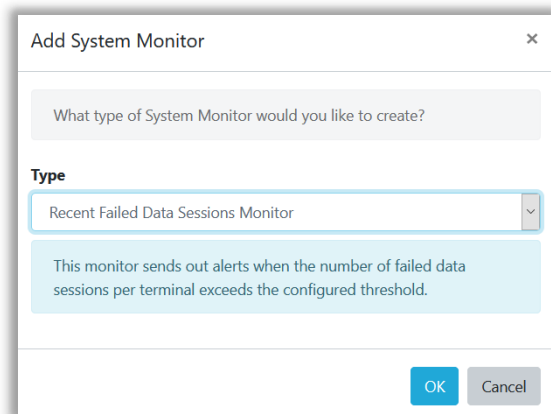 Add System Monitor ×
What type of System Monitor would you like to create?
Type
Recent Failed Data Sessions Monitor
This monitor sends out alerts when the number of failed data
sessions per terminal exceeds the configured threshold.
OK Cancel